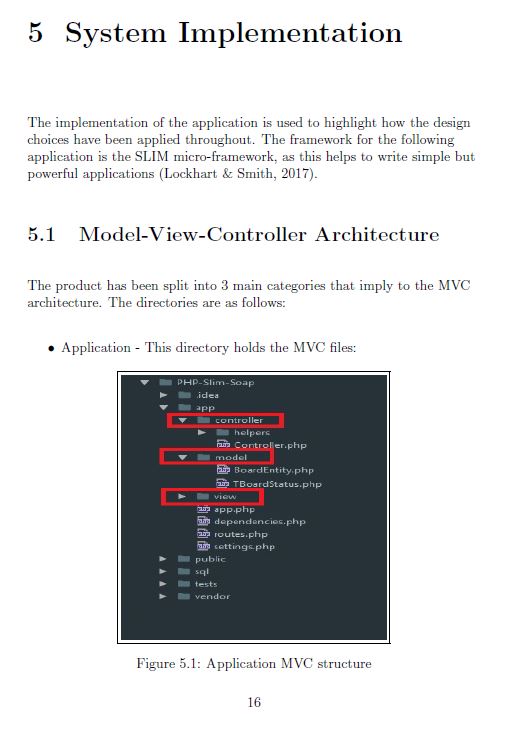 5 System Implementation
The implementation of the application is used to highlight how the design
choices have been applied throughout. The framework for the following
application is the SLIM micro-framework, as this helps to write simple but
powerful applications (Lockhart & Smith, 2017).
5.1 Model-View-Controller Architecture
The product has been split into 3 main categories that imply to the MVC
architecture. The directories are as follows:
• Application - This directory holds the MVC files:
PHP-Slim-Soap
.idea
app
controller
helpers
Controller.php
model
BoardEntity.php
TBoardStatus.php
view
app.php
dependencies.php
routes.php
settings.php
public
sql
tests
vendor
Figure 5.1: Application MVC structure
16